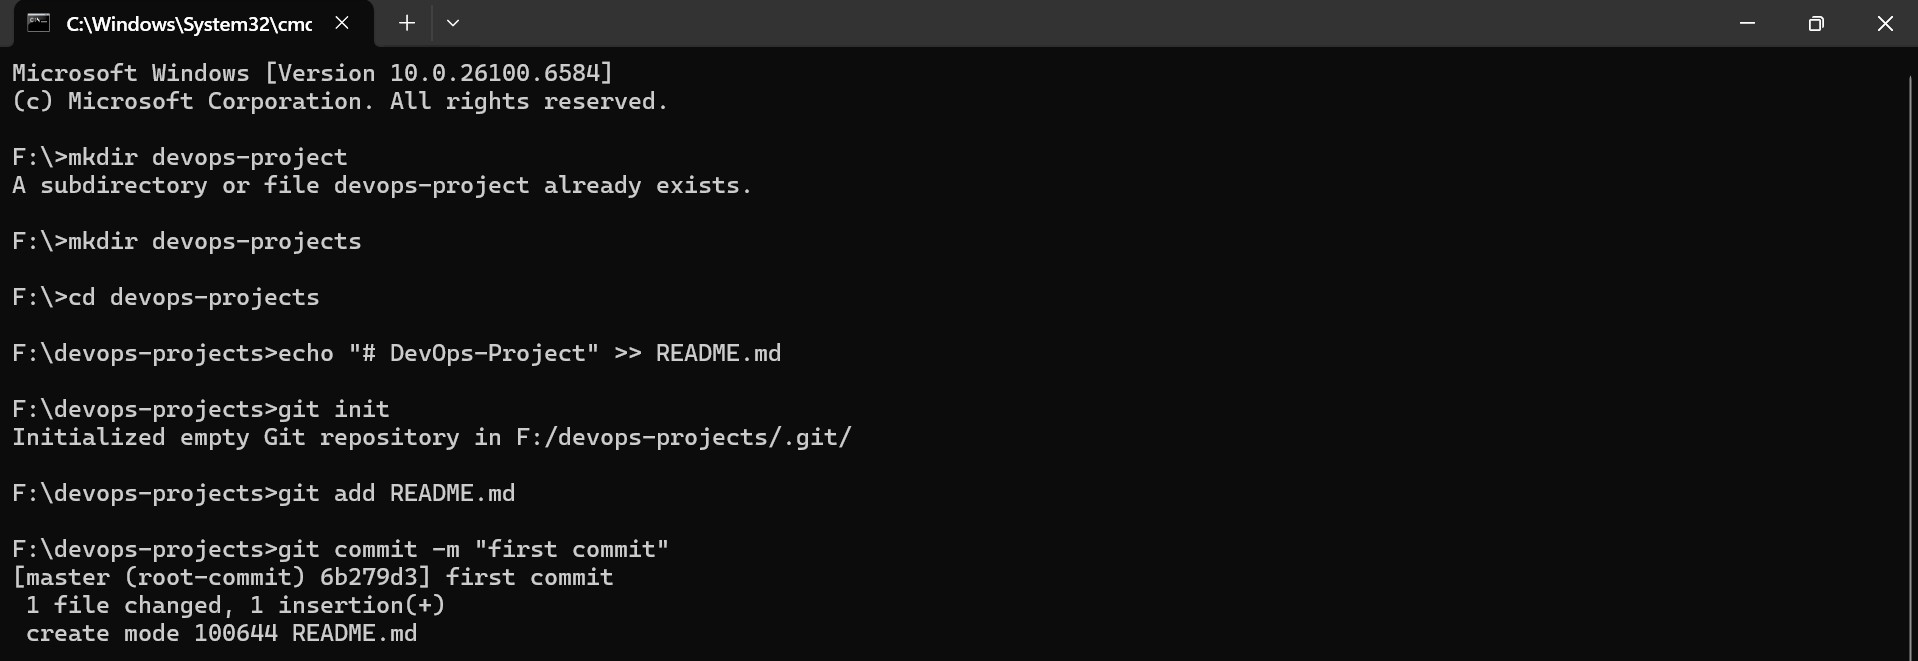 C:\Windows\System32\cmc
Microsoft Windows [Version 10.0.26100.6584]
(c) Microsoft Corporation. All rights reserved.
F:\>mkdir devops-project
A subdirectory or file devops-project already exists.
F:\>mkdir devops-projects
F:\>cd devops-projects
F:\devops-projects>echo "# DevOps-Project" >> README.md
F:\devops-projects>git init
Initialized empty Git repository in F:/devops-projects/.git/
F:\devops-projects>git add README.md
F:\devops-projects>git commit -m "first commit"
[master (root-commit) 6b279d3] first commit
 1 file changed, 1 insertion(+)
 create mode 100644 README.md